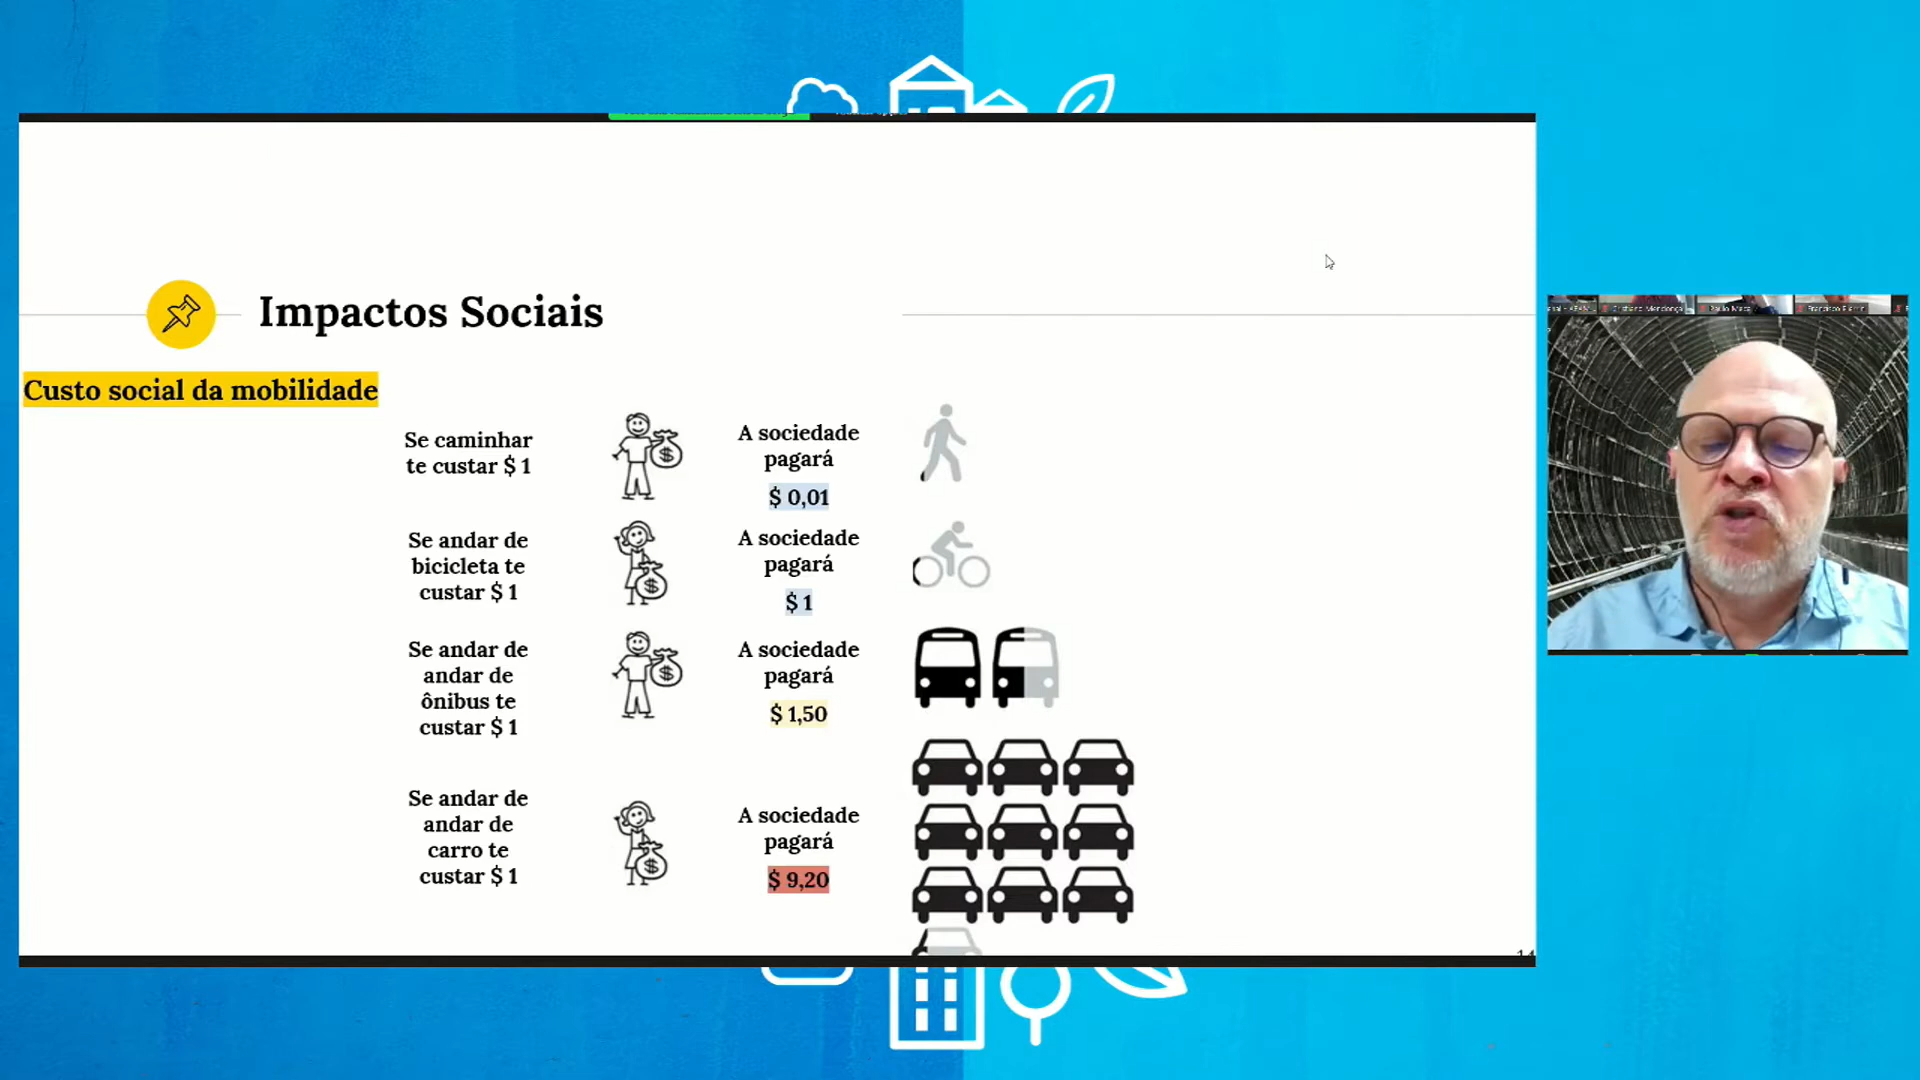 Impactos Sociais
Custo social da mobilidade
Se caminhar
te custar $ 1
A sociedade
pagará
$ 0,01
Se andar de
bicicleta te
custar $ 1
A sociedade
pagará
$ 1
Se andar de
andar de
ônibus te
custar $ 1
A sociedade
pagará
$ 1,50
Se andar de
andar de
carro te
custar $ 1
A sociedade
pagará
$ 9,20
Cristiano Mendonça